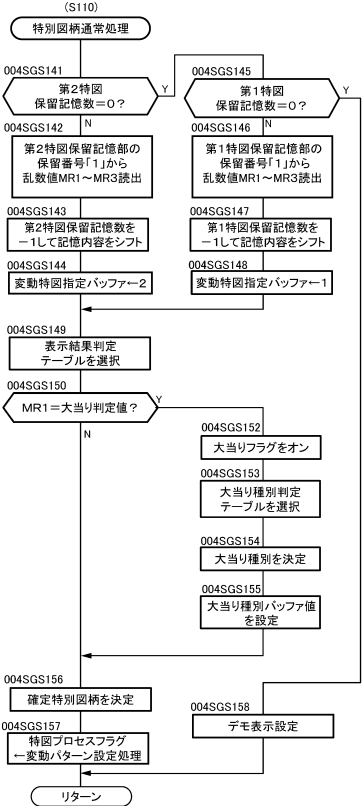 (S110)
特別図柄通常処理
004SGS141
第2特図
保留記憶数=0?
Y
N
004SGS145
第1特図
保留記憶数=0?
Y
N
004SGS142
第2特図保留記憶部の
保留番号「1」から
乱数値MR1~MR3読出
004SGS146
第1特図保留記憶部の
保留番号「1」から
乱数値MR1~MR3読出
004SGS143
第2特図保留記憶数を
-1して記憶内容をシフト
004SGS147
第1特図保留記憶数を
-1して記憶内容をシフト
004SGS144
変動特図指定バッファ←2
004SGS148
変動特図指定バッファ←1
004SGS149
表示結果判定
テーブルを選択
004SGS150
MR1=大当り判定値?
Y
N
004SGS152
大当りフラグをオン
004SGS153
大当り種別判定
テーブルを選択
004SGS154
大当り種別を決定
004SGS155
大当り種別バッファ値
を設定
004SGS156
確定特別図柄を決定
004SGS157
特図プロセスフラグ
←変動パターン設定処理
004SGS158
デモ表示設定
リターン